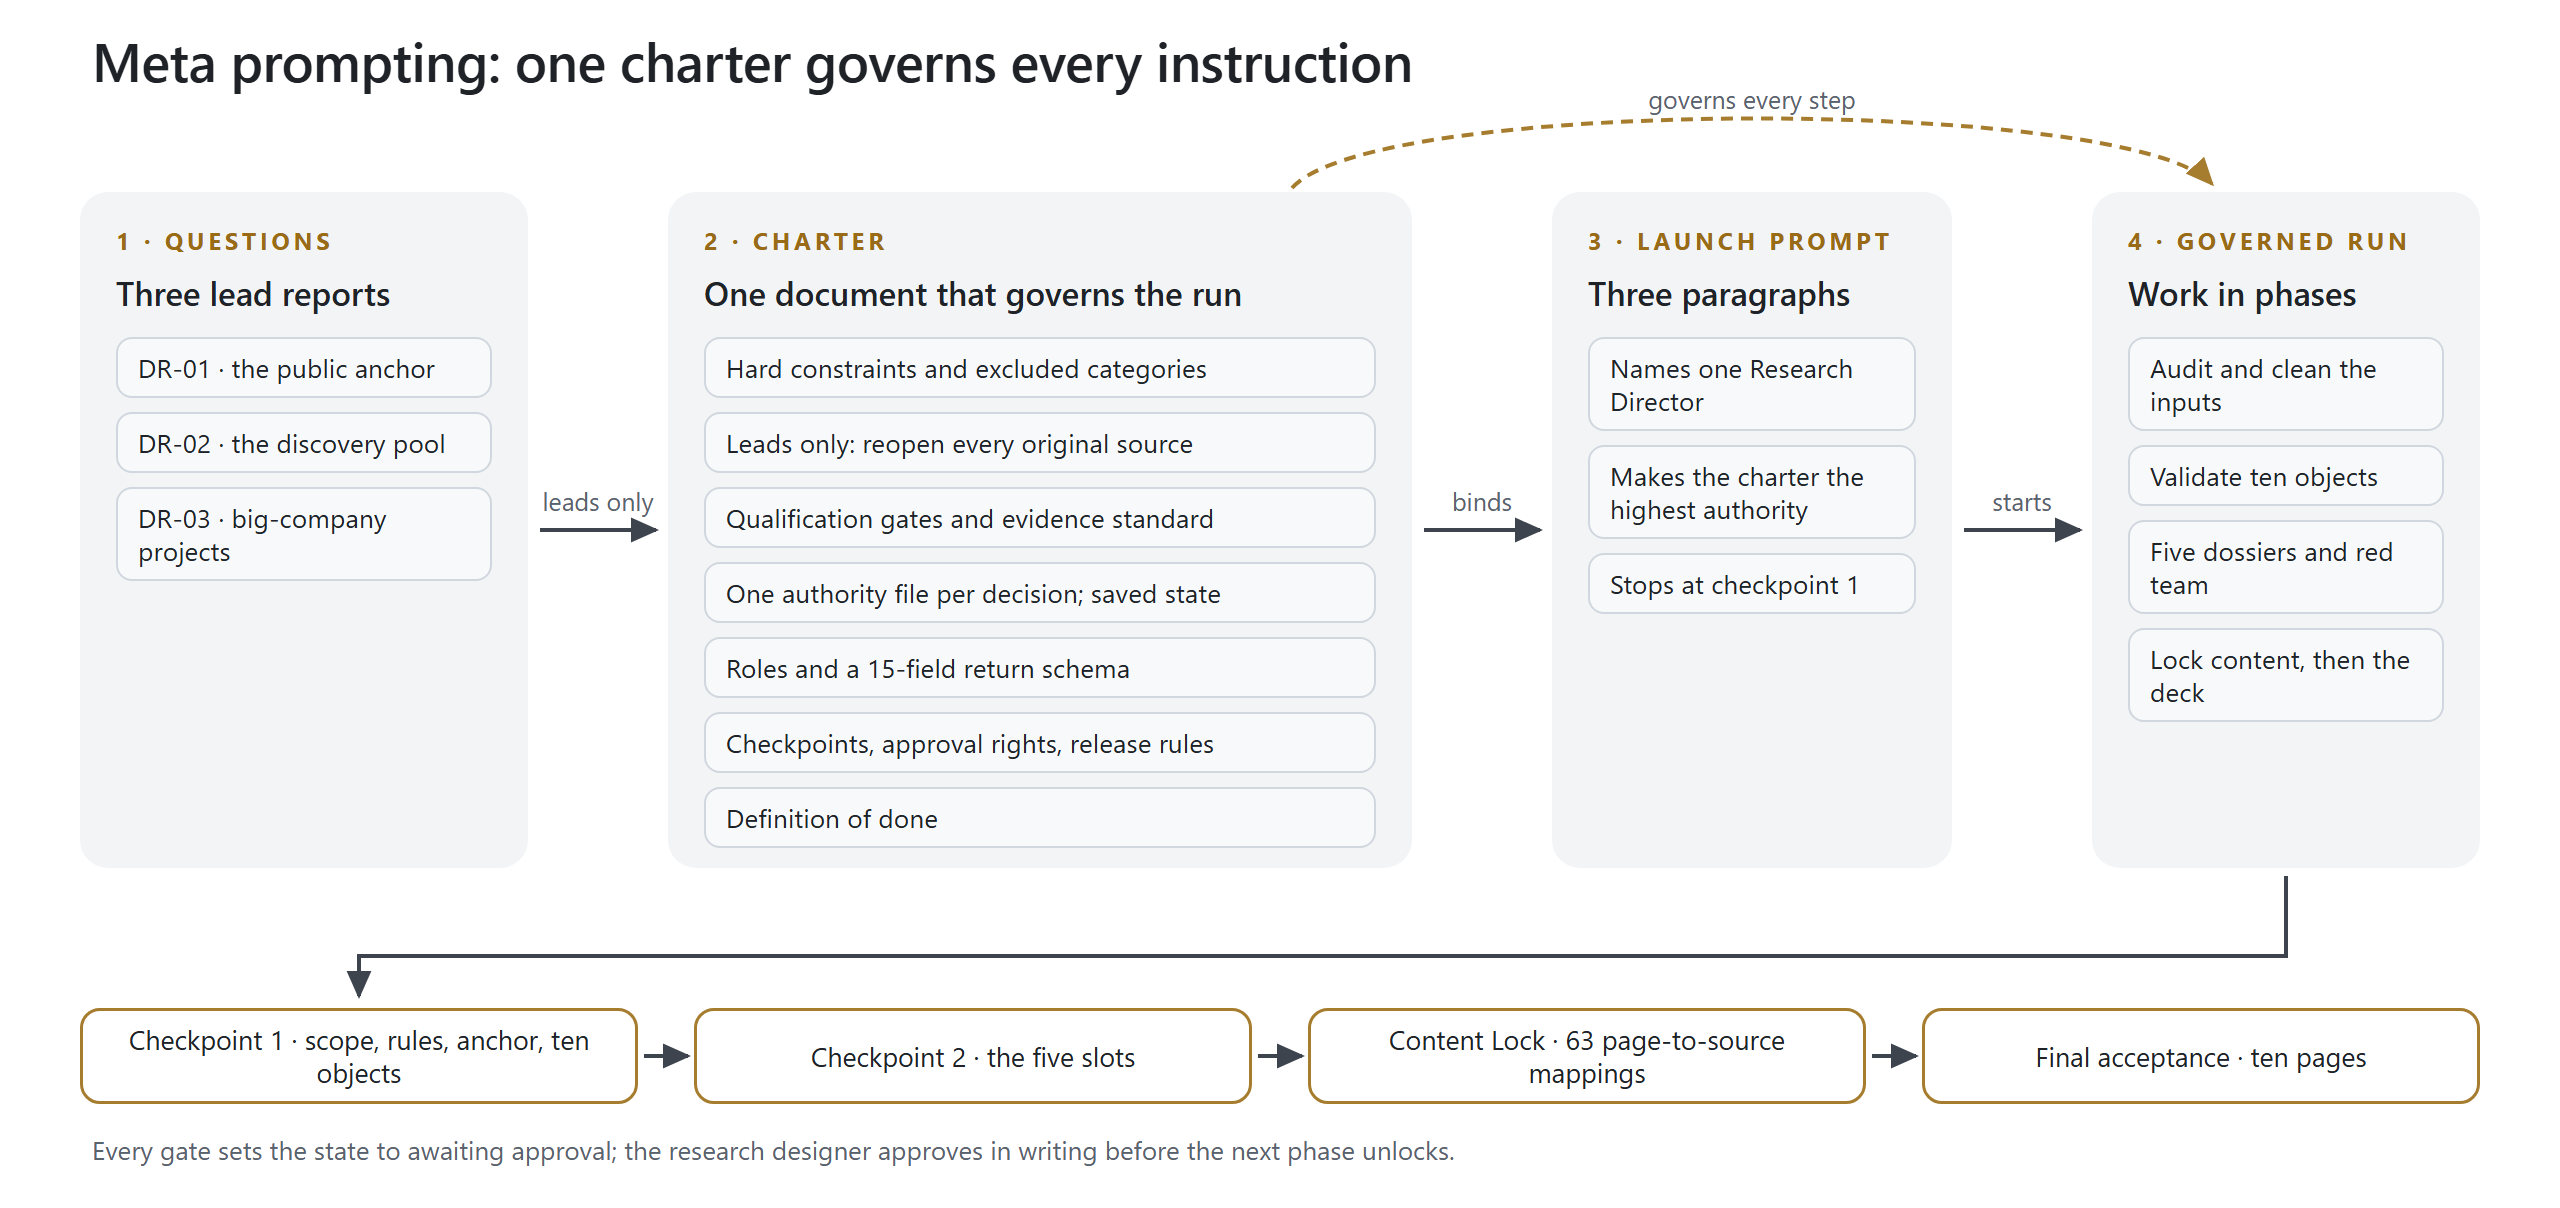 Meta prompting: one charter governs every instruction
governs every step
1 · QUESTIONS
Three lead reports
DR-01 · the public anchor
DR-02 · the discovery pool
DR-03 · big-company
projects
leads only
2 · CHARTER
One document that governs the run
Hard constraints and excluded categories
Leads only: reopen every original source
Qualification gates and evidence standard
One authority file per decision; saved state
Roles and a 15-field return schema
Checkpoints, approval rights, release rules
Definition of done
binds
3 · LAUNCH PROMPT
Three paragraphs
Names one Research
Director
Makes the charter the
highest authority
Stops at checkpoint 1
starts
4 · GOVERNED RUN
Work in phases
Audit and clean the
inputs
Validate ten objects
Five dossiers and red
team
Lock content, then the
deck
Checkpoint 1 · scope, rules, anchor, ten
objects
Checkpoint 2 · the five slots
Content Lock · 63 page-to-source
mappings
Final acceptance · ten pages
Every gate sets the state to awaiting approval; the research designer approves in writing before the next phase unlocks.